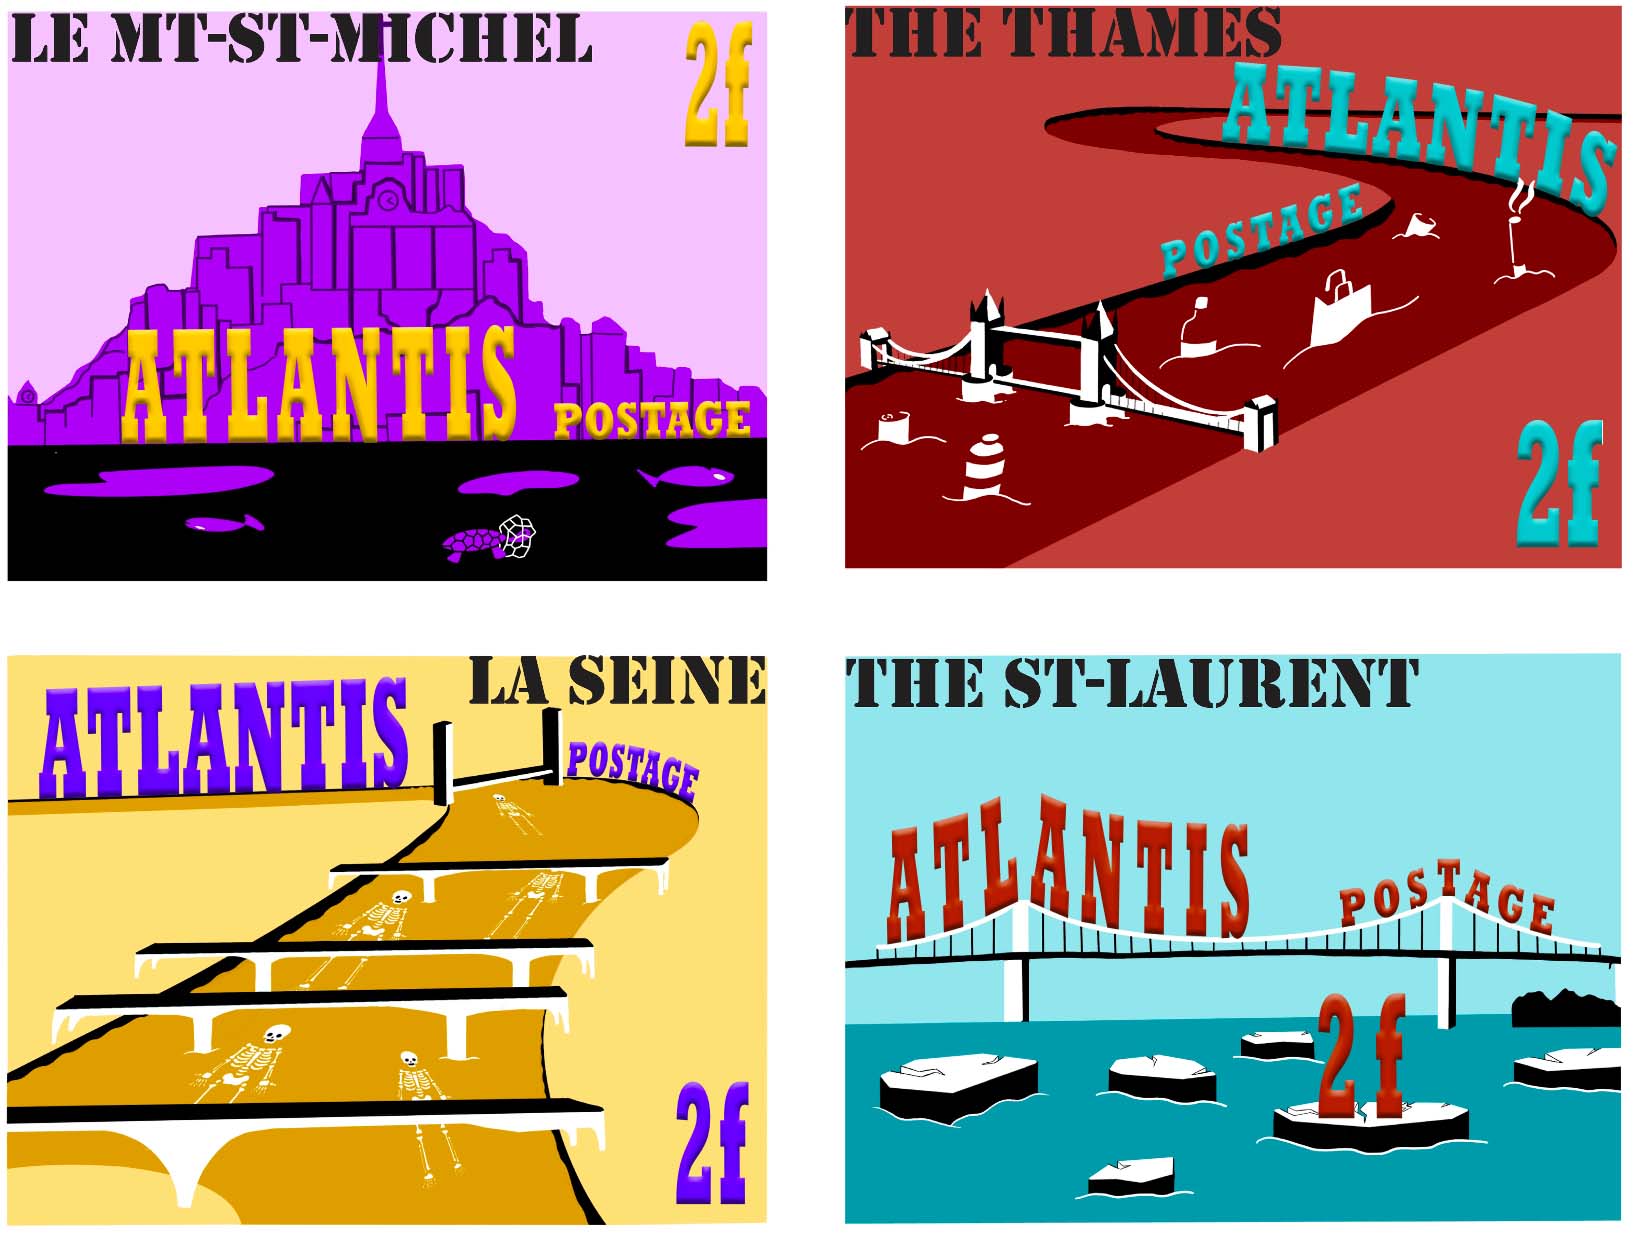 LE MT-ST-MICHEL
2f
ATLANTIS
POSTAGE
THE THAMES
ATLANTIS
POSTAGE
2f
LA SEINE
ATLANTIS
POSTAGE
2f
THE ST-LAURENT
ATLANTIS
POSTAGE
2f